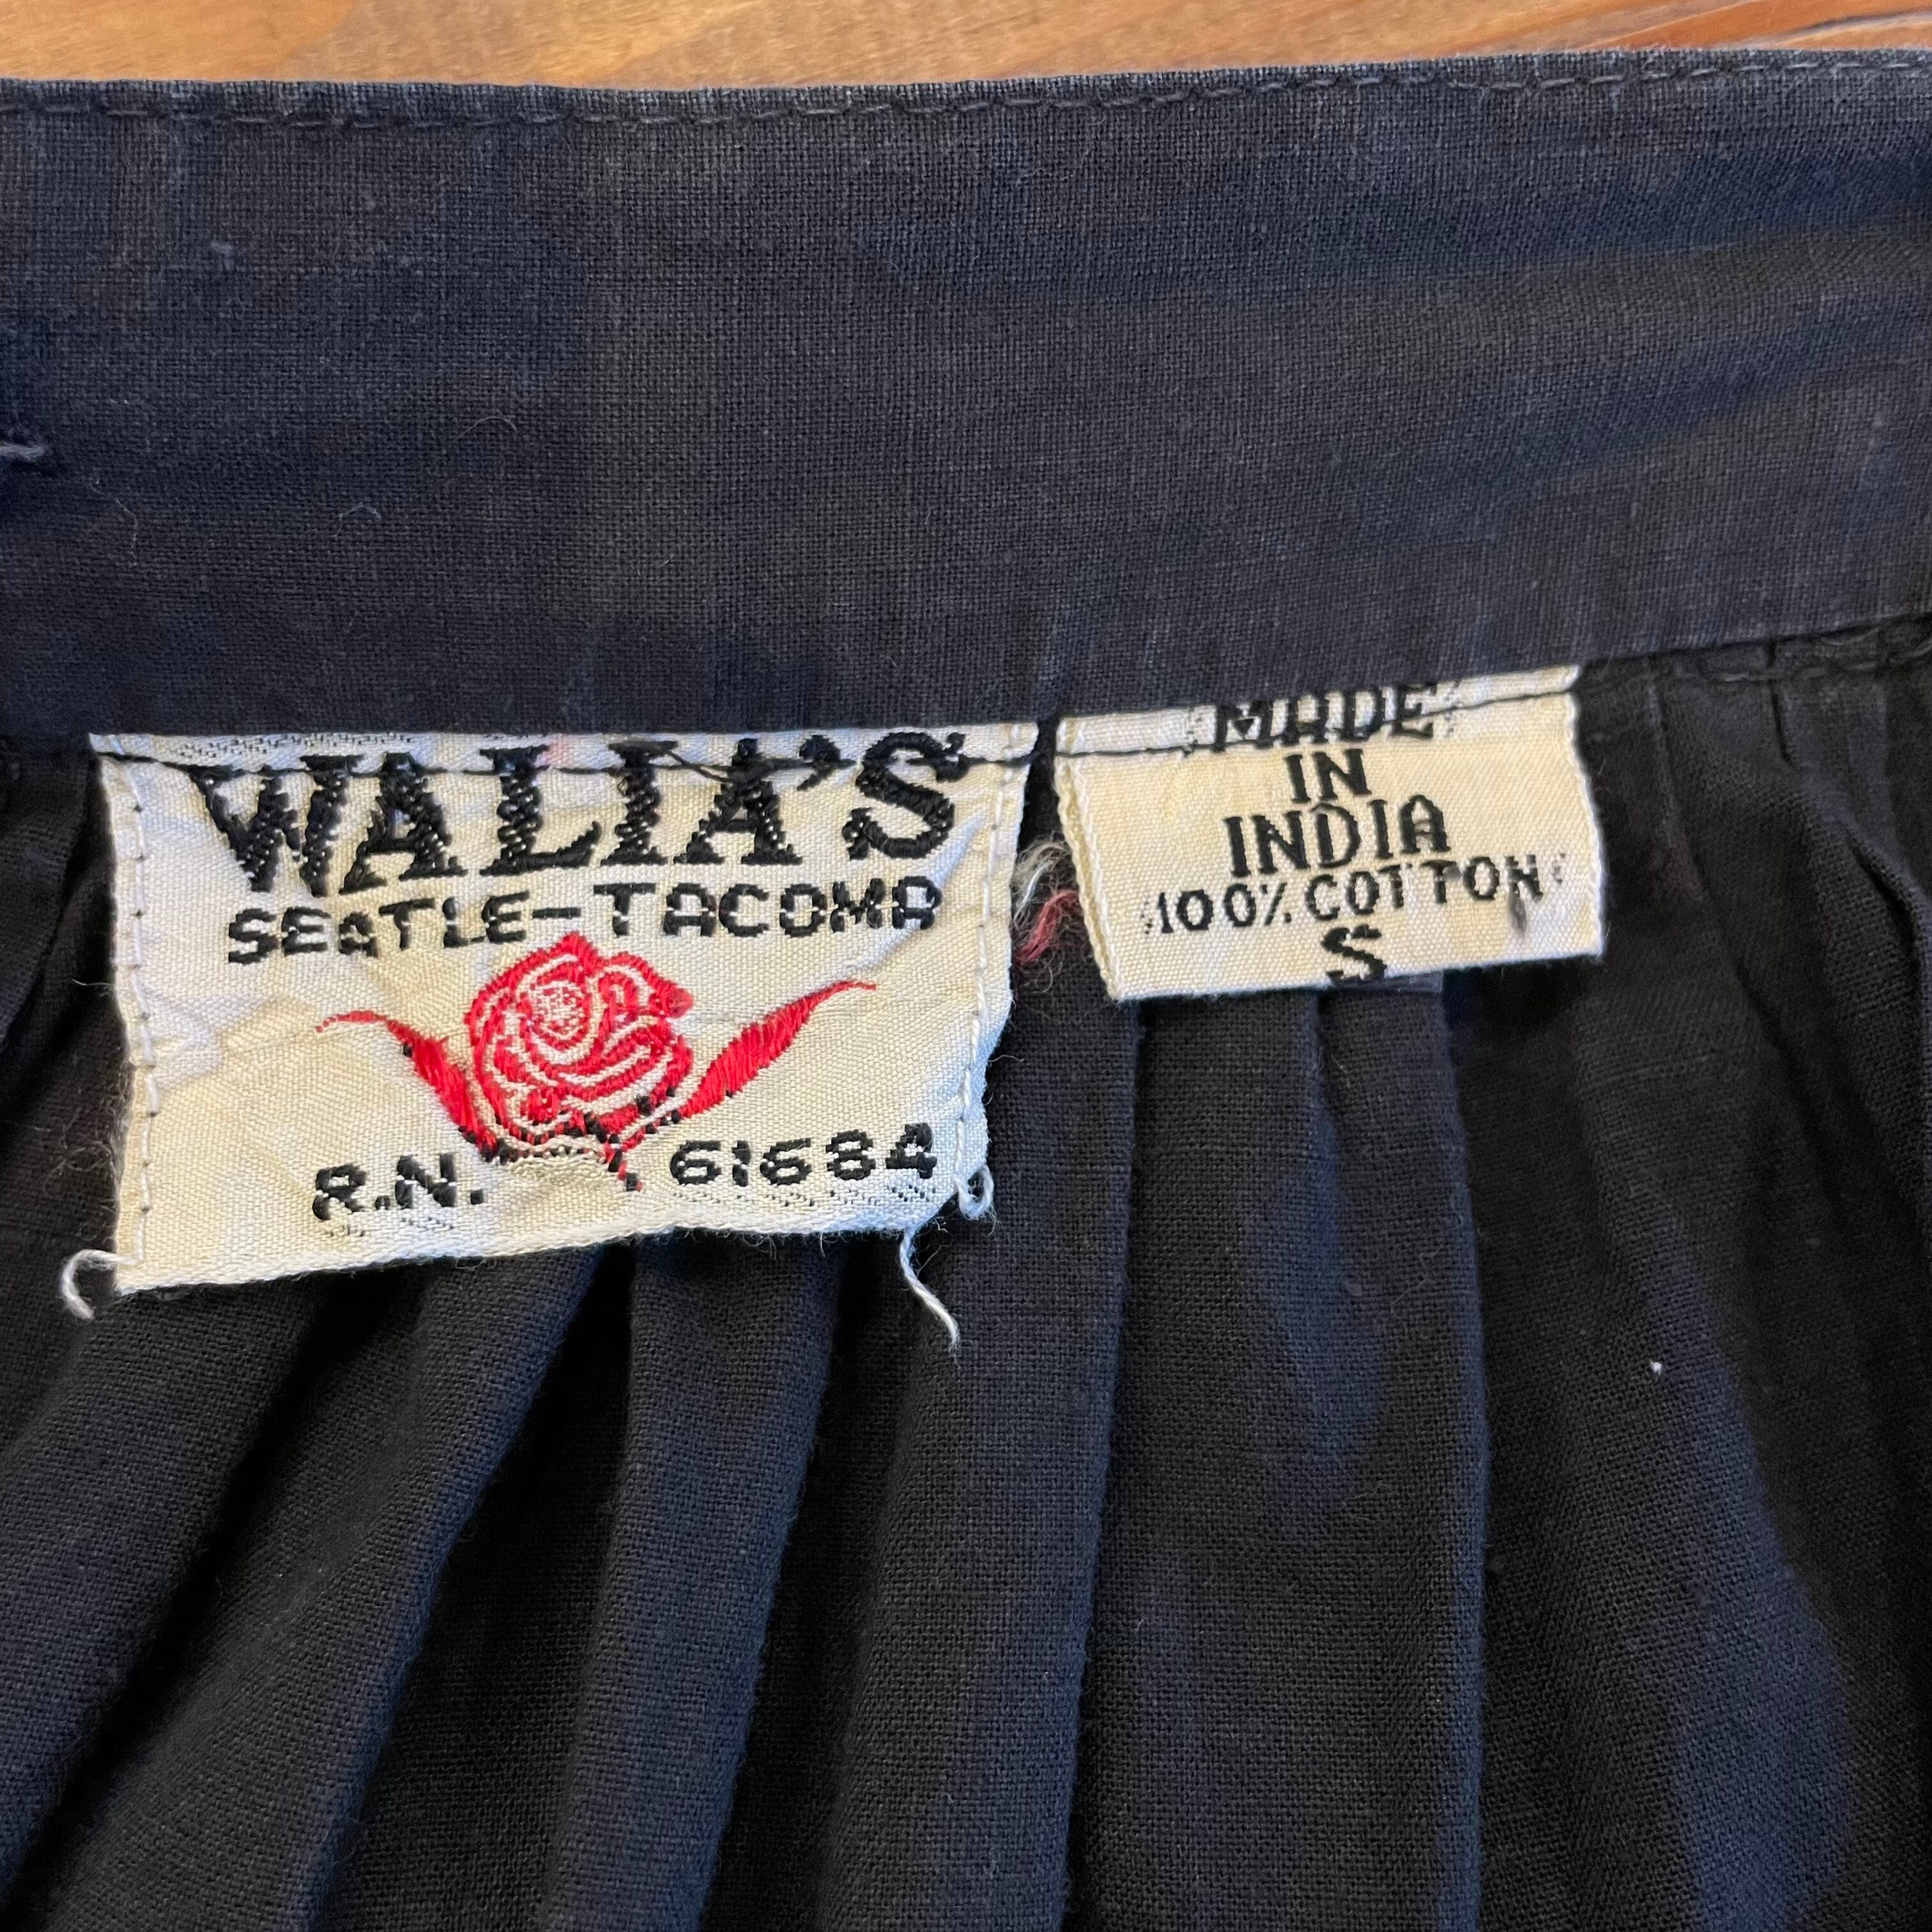 WALIA'S
SEATLE-TACOMA
R.N. 61684
MADE
IN
INDIA
100% COTTON
S